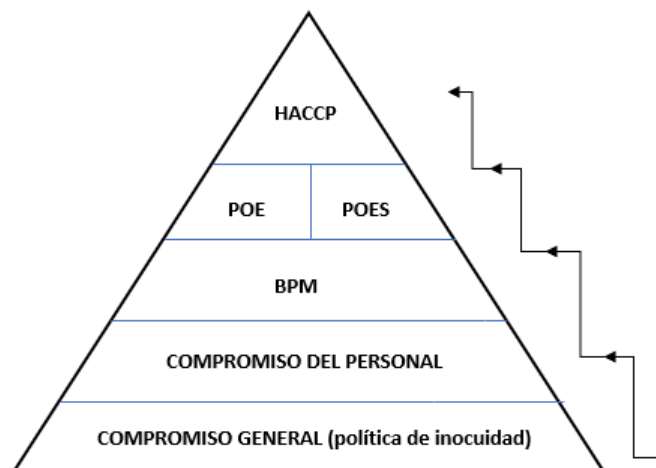 HACCP
POE POES
BPM
COMPROMISO DEL PERSONAL
COMPROMISO GENERAL (política de inocuidad)